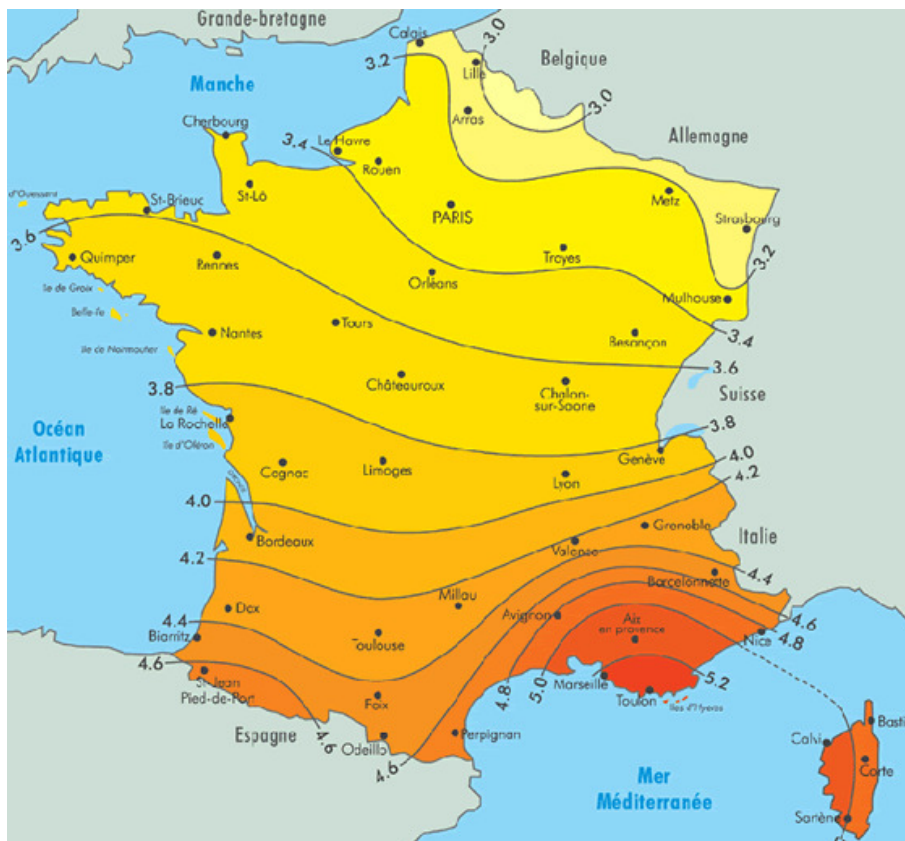 Grande-bretagne
Calais
3.0
Belgique
3.2
Lille
Manche
3.0
Arras
Cherbourg
Allemagne
Le Havre
3.4
Rouen
d'Ouessant
St-Brieuc
St-Lô
Metz
PARIS
Strasbourg
3.6
Quimper
Rennes
Troyes
3.2
Orléans
Ile de Groix
Mulhouse
Belle-Ile
Nantes
Tours
Besançon
3.4
Ile de Noirmoutier
3.6
3.8
Châteauroux
Chalon-
sur-Saone
Suisse
Ile de Ré
La Rochelle
3.8
Océan
Atlantique
Ile d'Oléron
Genève
4.0
Cognac
Limoges
Lyon
4.2
4.0
Grenoble
Bordeaux
Valence
Italie
4.2
4.4
Barcelonnette
Millau
Dax
Avignon
Aix
en provence
4.6
4.4
Biarritz
Toulouse
Nice
4.8
4.6
St-Jean
Pied-de-Port
Foix
4.8
5.0
Marseille
5.2
Toulon
Iles d'Hyères
Espagne
4.6
Odeillo
Perpignan
Basti
Calvi
4.6
Corte
Mer
Méditerranée
Sartène